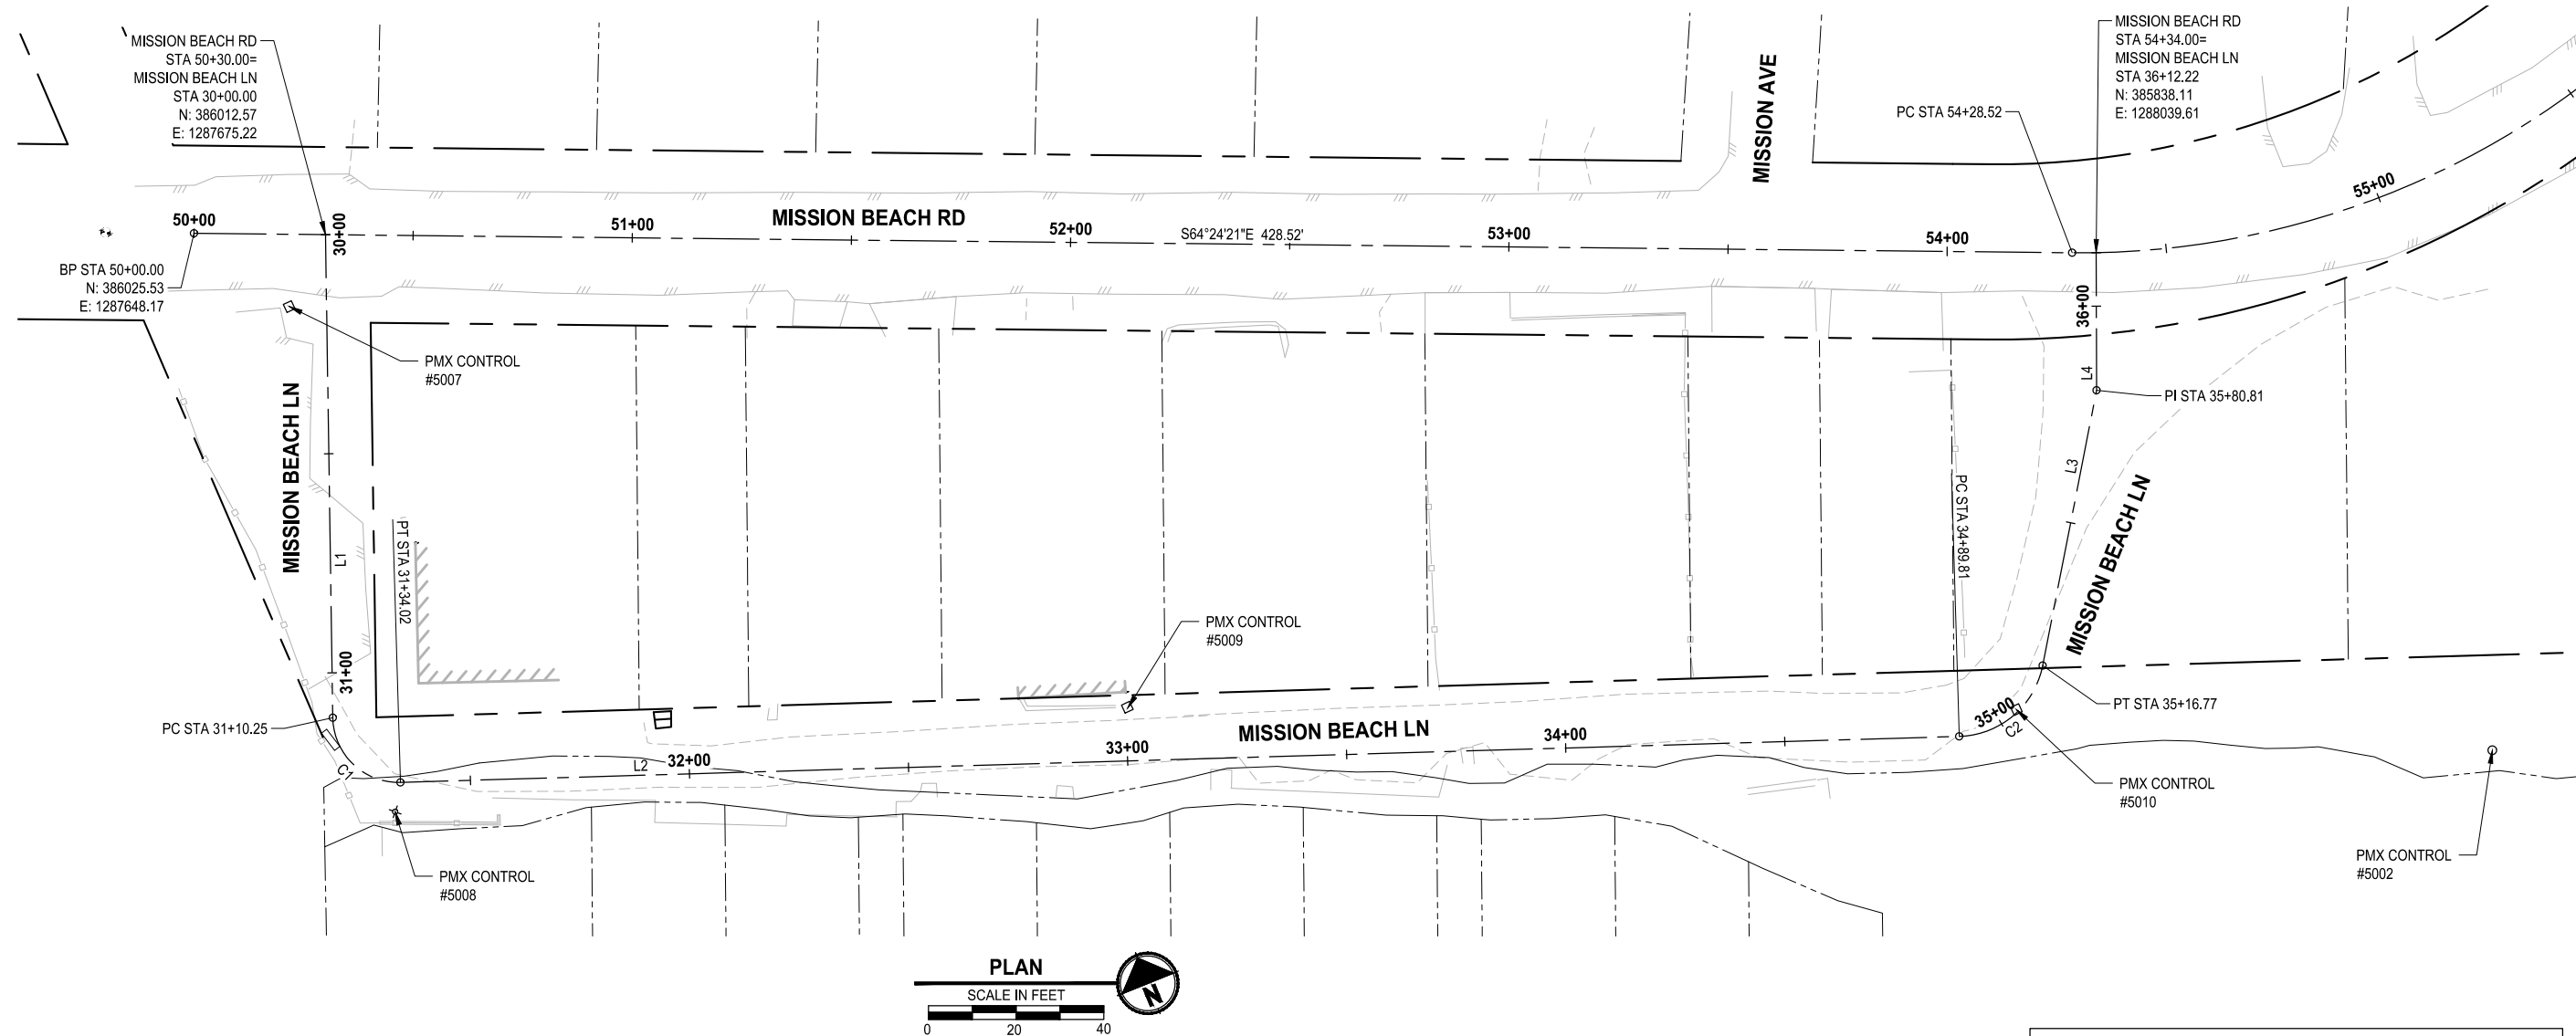 MISSION BEACH RD
STA 50+30.00=
MISSION BEACH LN
STA 30+00.00
N: 386012.57
E: 1287675.22
MISSION BEACH RD
STA 54+34.00=
MISSION BEACH LN
STA 36+12.22
N: 385838.11
E: 1288039.61
MISSION AVE
PC STA 54+28.52
50+00
30+00
51+00
MISSION BEACH RD
52+00
S64°24'21"E 428.52'
53+00
54+00
55+00
BP STA 50+00.00
N: 386025.53
E: 1287648.17
36+00
PMX CONTROL
#5007
L4
PI STA 35+80.81
MISSION BEACH LN
L1
PT STA 31+34.02
L3
PC STA 34+89.81
MISSION BEACH LN
PMX CONTROL
#5009
31+00
PC STA 31+10.25
PT STA 35+16.77
C1
L2
32+00
33+00
MISSION BEACH LN
34+00
35+00
C2
PMX CONTROL
#5010
PMX CONTROL
#5008
PMX CONTROL
#5002
PLAN
SCALE IN FEET
0 20 40
N